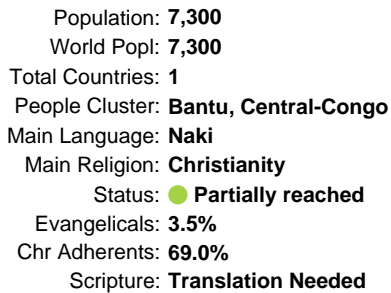 Population: 7,300
World Popl: 7,300
Total Countries: 1
People Cluster: Bantu, Central-Congo
Main Language: Naki
Main Religion: Christianity
Status: Partially reached
Evangelicals: 3.5%
Chr Adherents: 69.0%
Scripture: Translation Needed